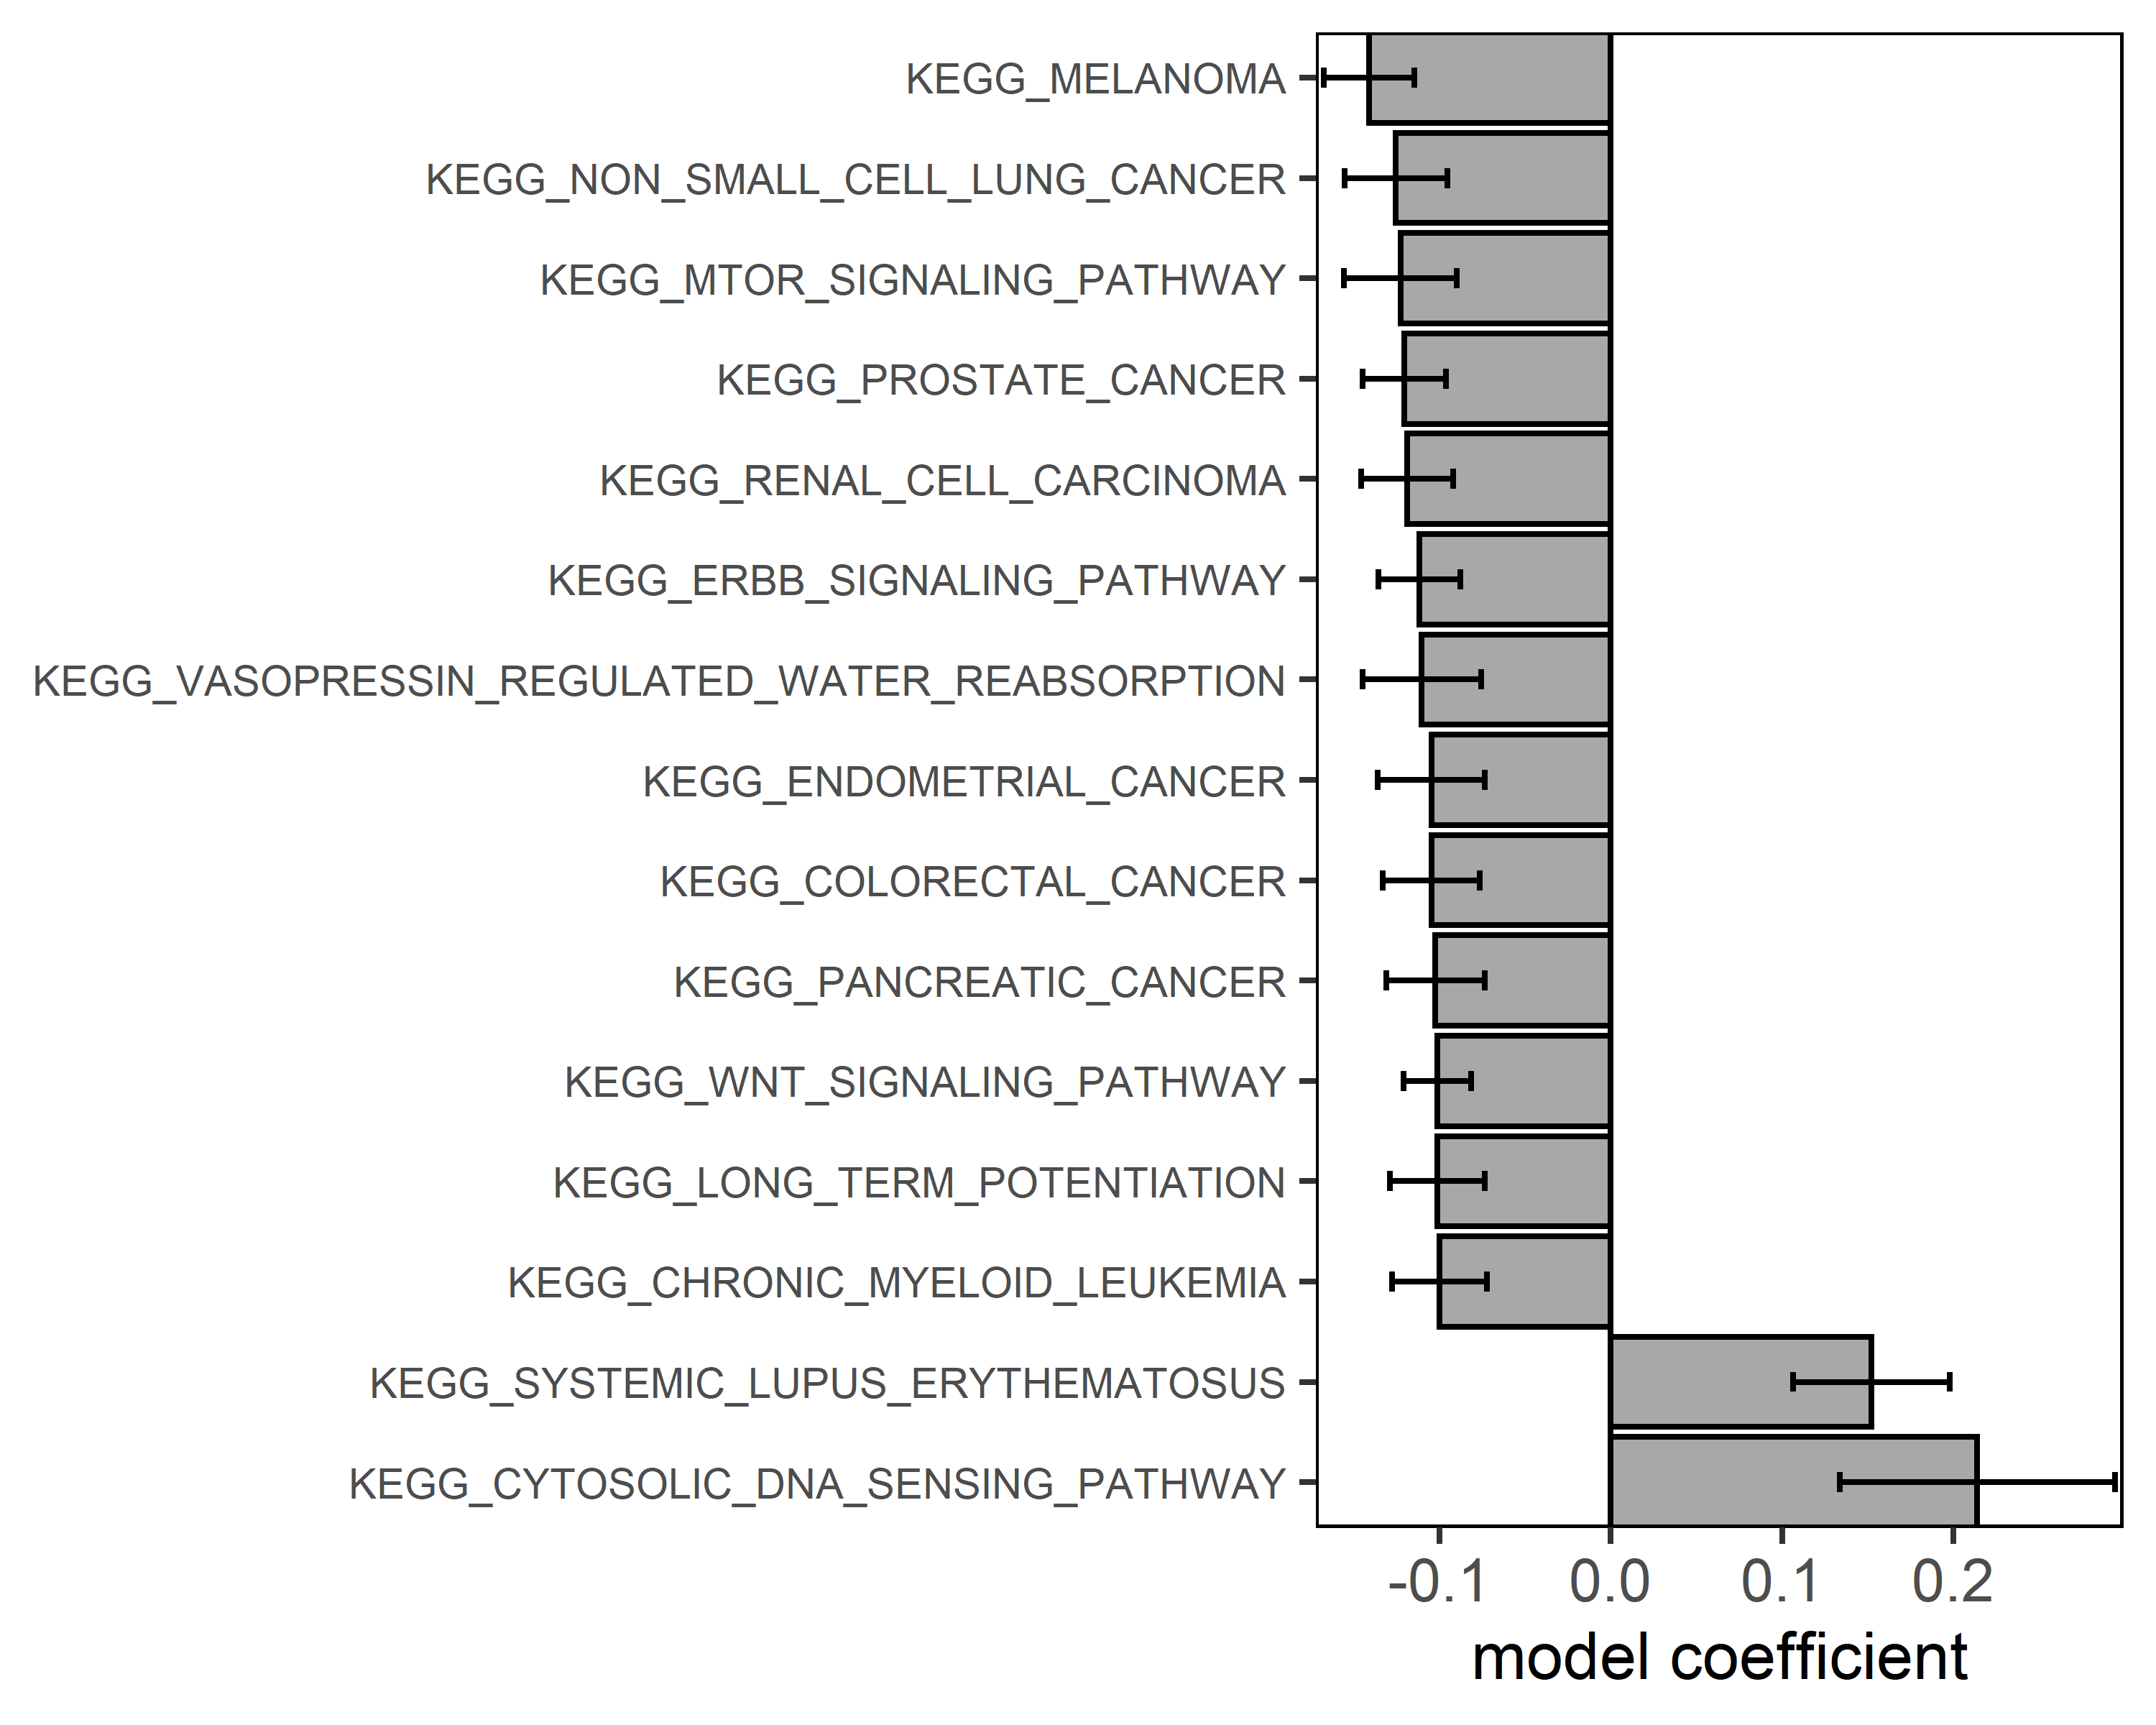 KEGG_MELANOMA
KEGG_NON_SMALL_CELL_LUNG_CANCER
KEGG_MTOR_SIGNALING_PATHWAY
KEGG_PROSTATE_CANCER
KEGG_RENAL_CELL_CARCINOMA
KEGG_ERBB_SIGNALING_PATHWAY
KEGG_VASOPRESSIN_REGULATED_WATER_REABSORPTION
KEGG_ENDOMETRIAL_CANCER
KEGG_COLORECTAL_CANCER
KEGG_PANCREATIC_CANCER
KEGG_WNT_SIGNALING_PATHWAY
KEGG_LONG_TERM_POTENTIATION
KEGG_CHRONIC_MYELOID_LEUKEMIA
KEGG_SYSTEMIC_LUPUS_ERYTHEMATOSUS
KEGG_CYTOSOLIC_DNA_SENSING_PATHWAY
-0.1 0.0 0.1 0.2
model coefficient